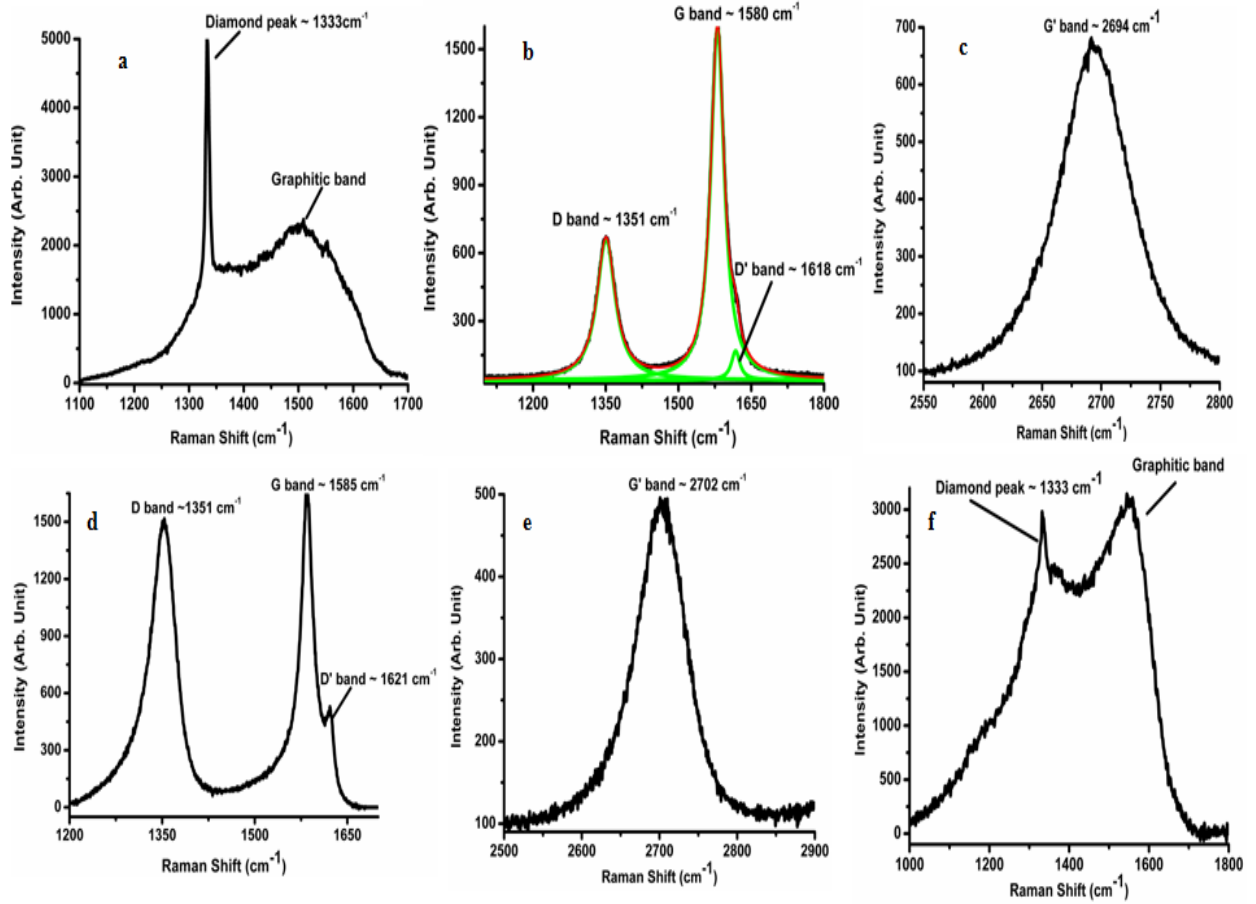 a
Diamond peak ~ 1333cm-1
Graphitic band
Intensity (Arb. Unit)
5000
4000
3000
2000
1000
0
1100 1200 1300 1400 1500 1600 1700
Raman Shift (cm-1)
b
G band ~ 1580 cm-1
D band ~ 1351 cm-1
D' band ~ 1618 cm-1
Intensity (Arb. Unit)
1500
1200
900
600
300
1200 1350 1500 1650 1800
Raman Shift (cm-1)
c
G' band ~ 2694 cm-1
Intensity (Arb. Unit)
700
600
500
400
300
200
100
2550 2600 2650 2700 2750 2800
Raman Shift (cm-1)
d
D band ~1351 cm-1
G band ~ 1585 cm-1
D' band ~ 1621 cm-1
Intensity (Arb. Unit)
1500
1200
900
600
300
0
1200 1350 1500 1650
Raman Shift (cm-1)
e
G' band ~ 2702 cm-1
Intensity (Arb. Unit)
500
400
300
200
100
2500 2600 2700 2800 2900
Raman Shift (cm-1)
f
Diamond peak ~ 1333 cm-1
Graphitic band
Intensity (Arb. Unit)
3000
2500
2000
1500
1000
500
0
1000 1200 1400 1600 1800
Raman Shift (cm-1)